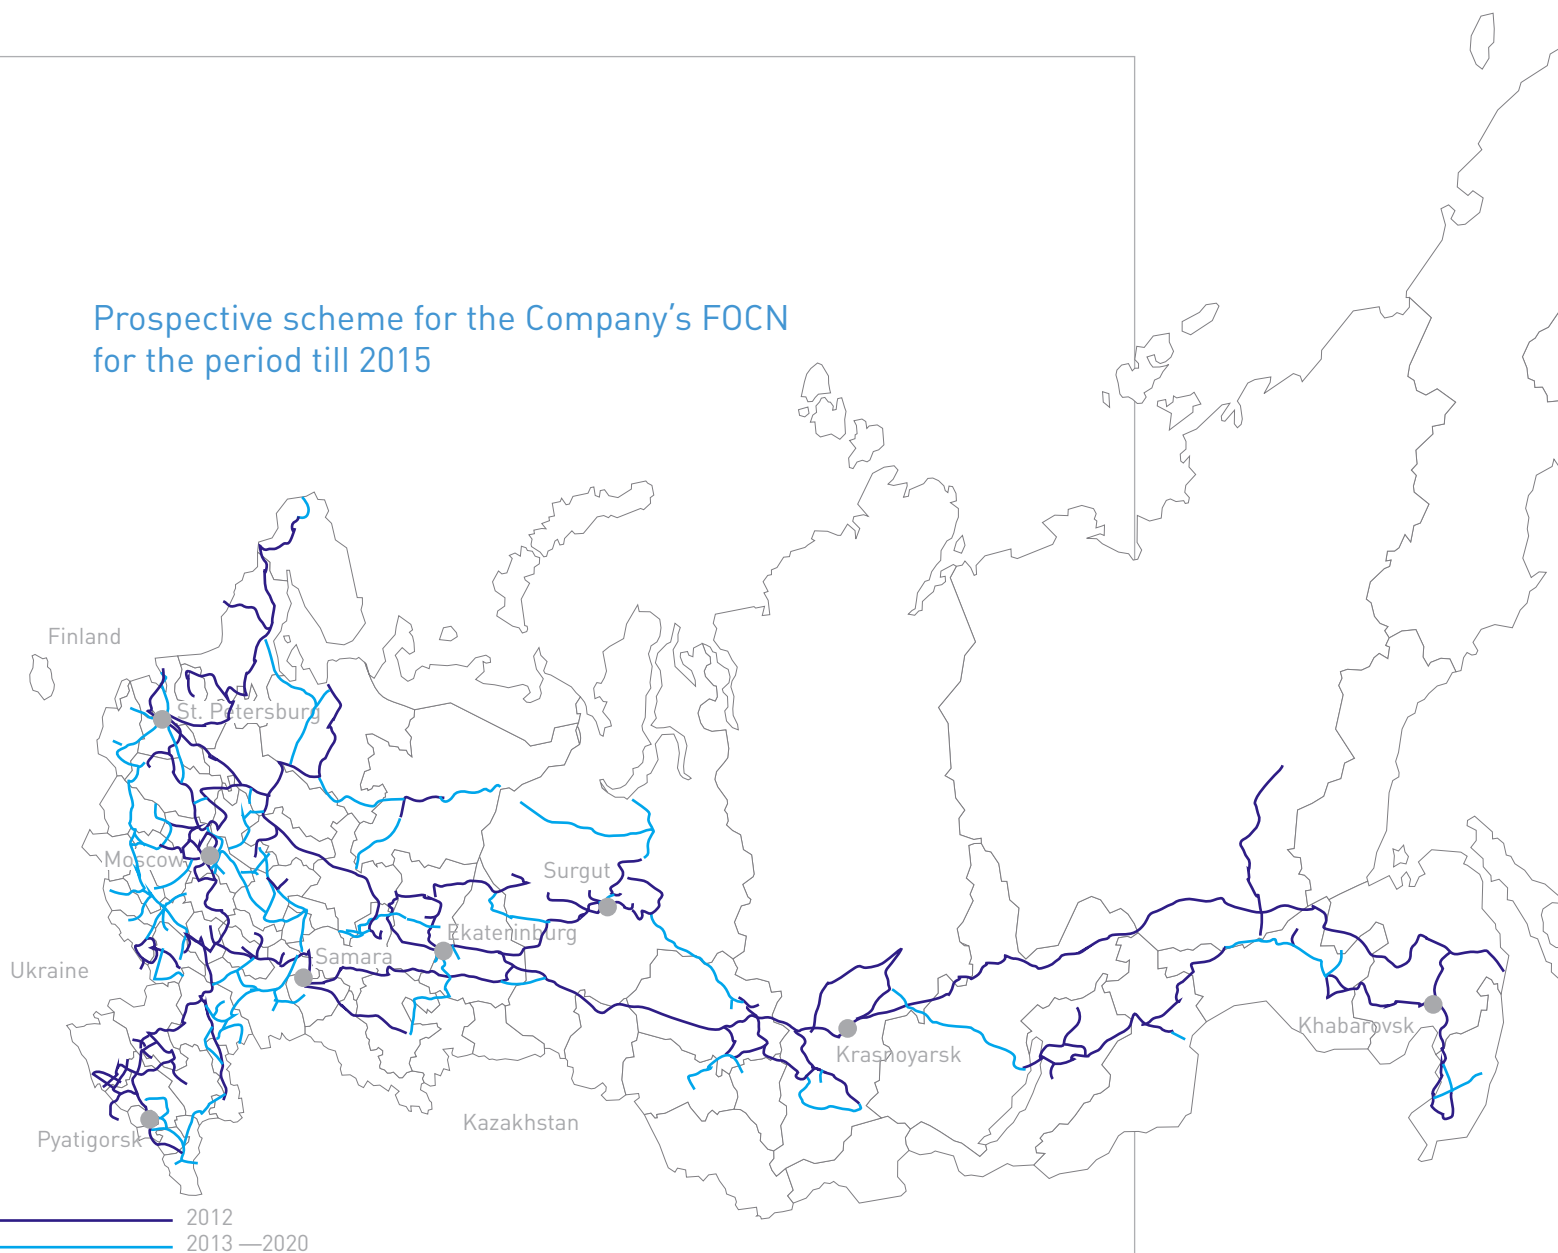 Prospective scheme for the Company’s FOCN
for the period till 2015
Finland
St. Petersburg
Moscow
Surgut
Ekaterinburg
Samara
Ukraine
Khabarovsk
Krasnoyarsk
Kazakhstan
Pyatigorsk
2012
2013 —2020